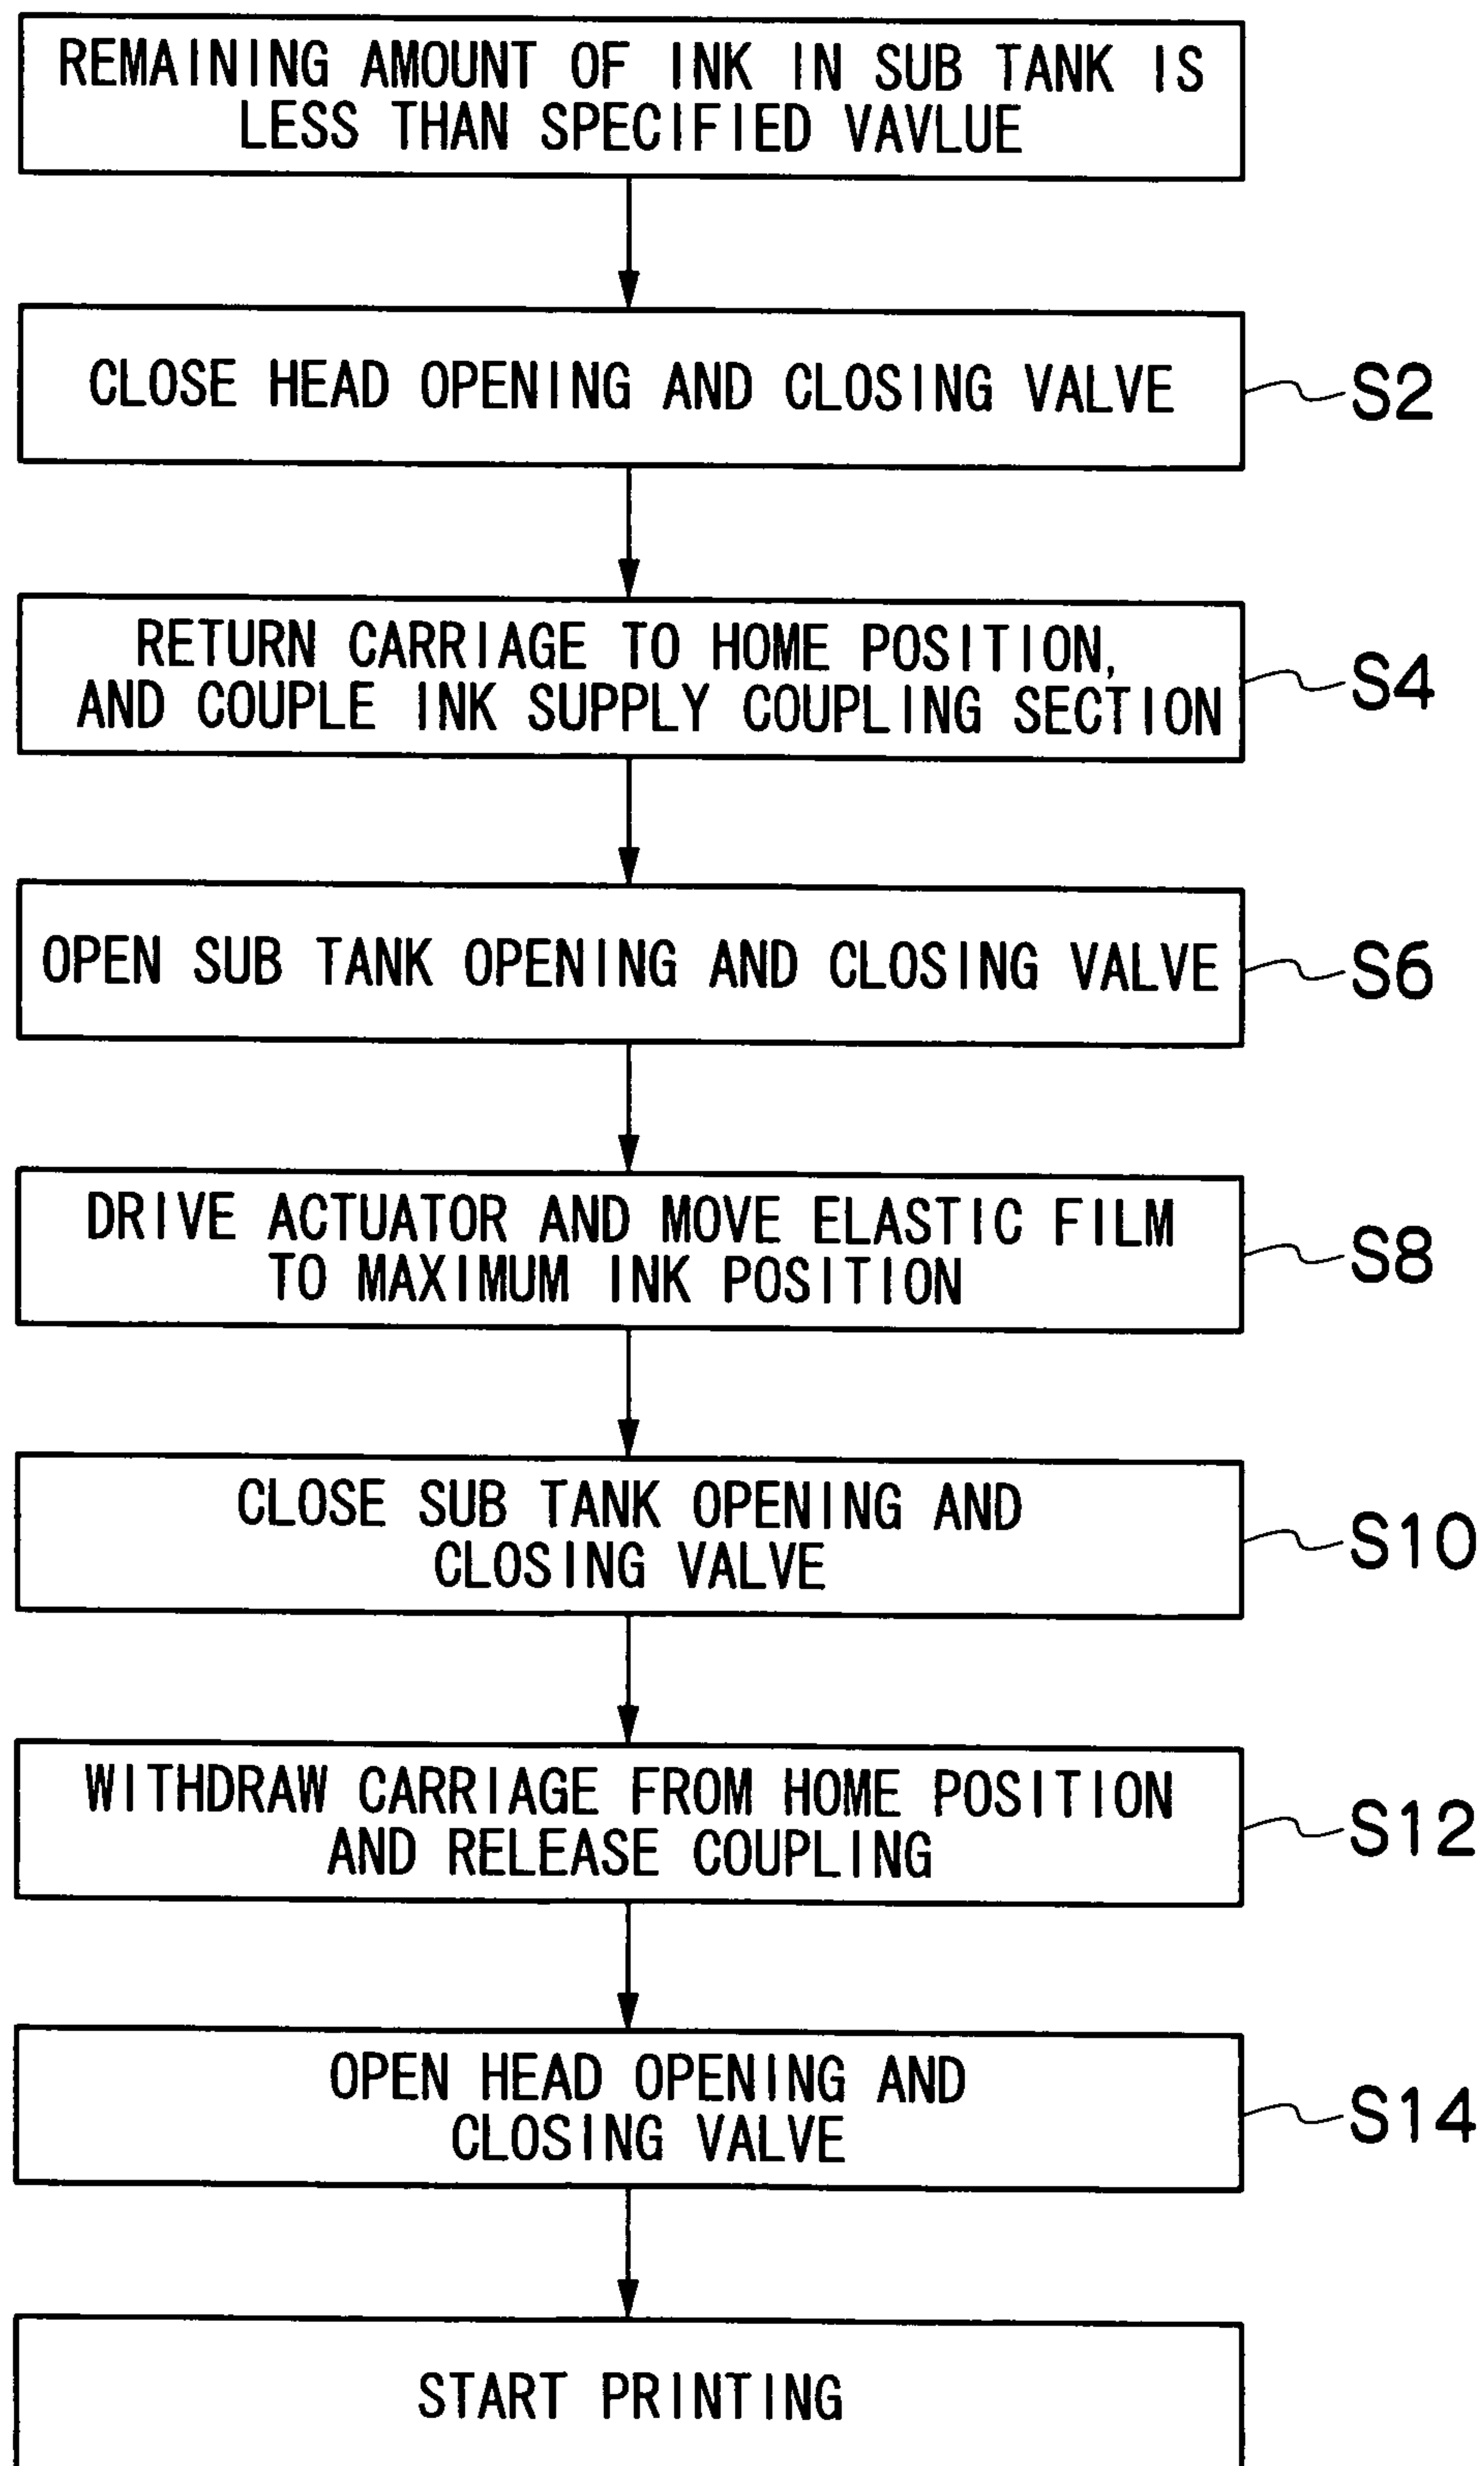 REMAINING AMOUNT OF INK IN SUB TANK IS
LESS THAN SPECIFIED VAVLUE
CLOSE HEAD OPENING AND CLOSING VALVE
S2
RETURN CARRIAGE TO HOME POSITION,
AND COUPLE INK SUPPLY COUPLING SECTION
S4
OPEN SUB TANK OPENING AND CLOSING VALVE
S6
DRIVE ACTUATOR AND MOVE ELASTIC FILM
TO MAXIMUM INK POSITION
S8
CLOSE SUB TANK OPENING AND
CLOSING VALVE
S10
WITHDRAW CARRIAGE FROM HOME POSITION
AND RELEASE COUPLING
S12
OPEN HEAD OPENING AND
CLOSING VALVE
S14
START PRINTING